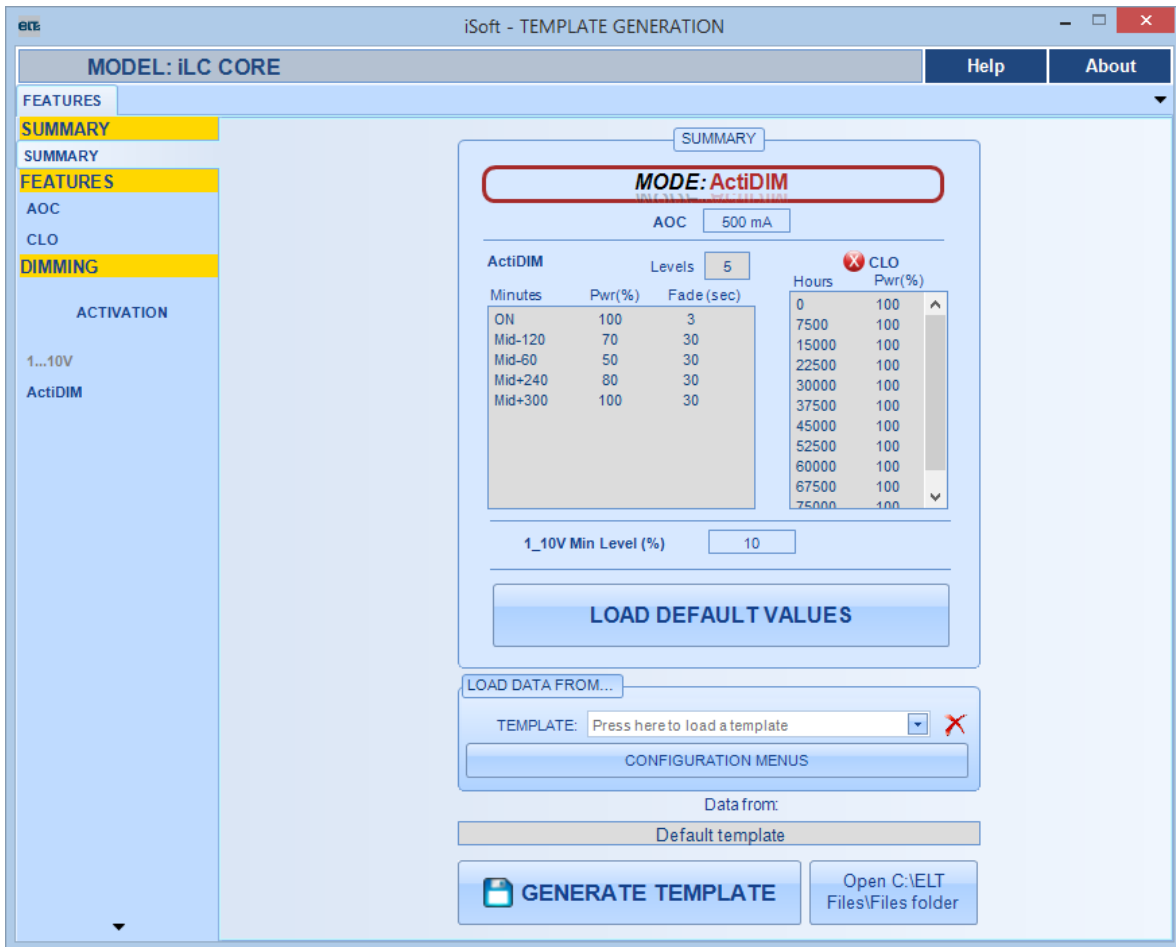 ELT
iSoft - TEMPLATE GENERATION
MODEL: iLC CORE
Help
About
FEATURES
SUMMARY
SUMMARY
FEATURES
AOC
CLO
DIMMING
ACTIVATION
1...10V
ActiDIM
SUMMARY
MODE: ActiDIM
AOC 500 mA
ActiDIM Levels 5
Minutes Pwr(%) Fade (sec)
ON 100 3
Mid-120 70 30
Mid-60 50 30
Mid+240 80 30
Mid+300 100 30
CLO
Hours Pwr(%)
0 100
7500 100
15000 100
22500 100
30000 100
37500 100
45000 100
52500 100
60000 100
67500 100
75000 100
1_10V Min Level (%) 10
LOAD DEFAULT VALUES
LOAD DATA FROM...
TEMPLATE: Press here to load a template
CONFIGURATION MENUS
Data from:
Default template
GENERATE TEMPLATE
Open C:\ELT
Files\Files folder